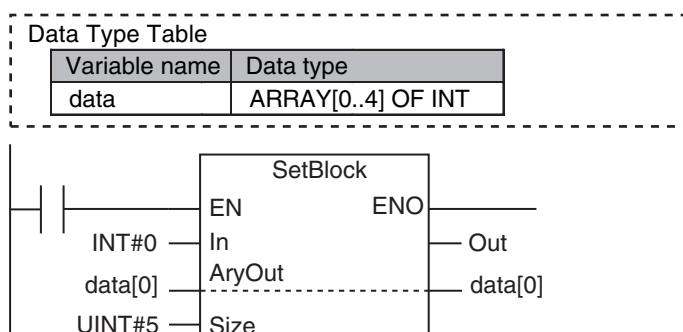 Data Type Table
Variable name Data type
data ARRAY[0..4] OF INT
SetBlock
EN ENO
INT#0 In Out
data[0] AryOut data[0]
UINT#5 Size